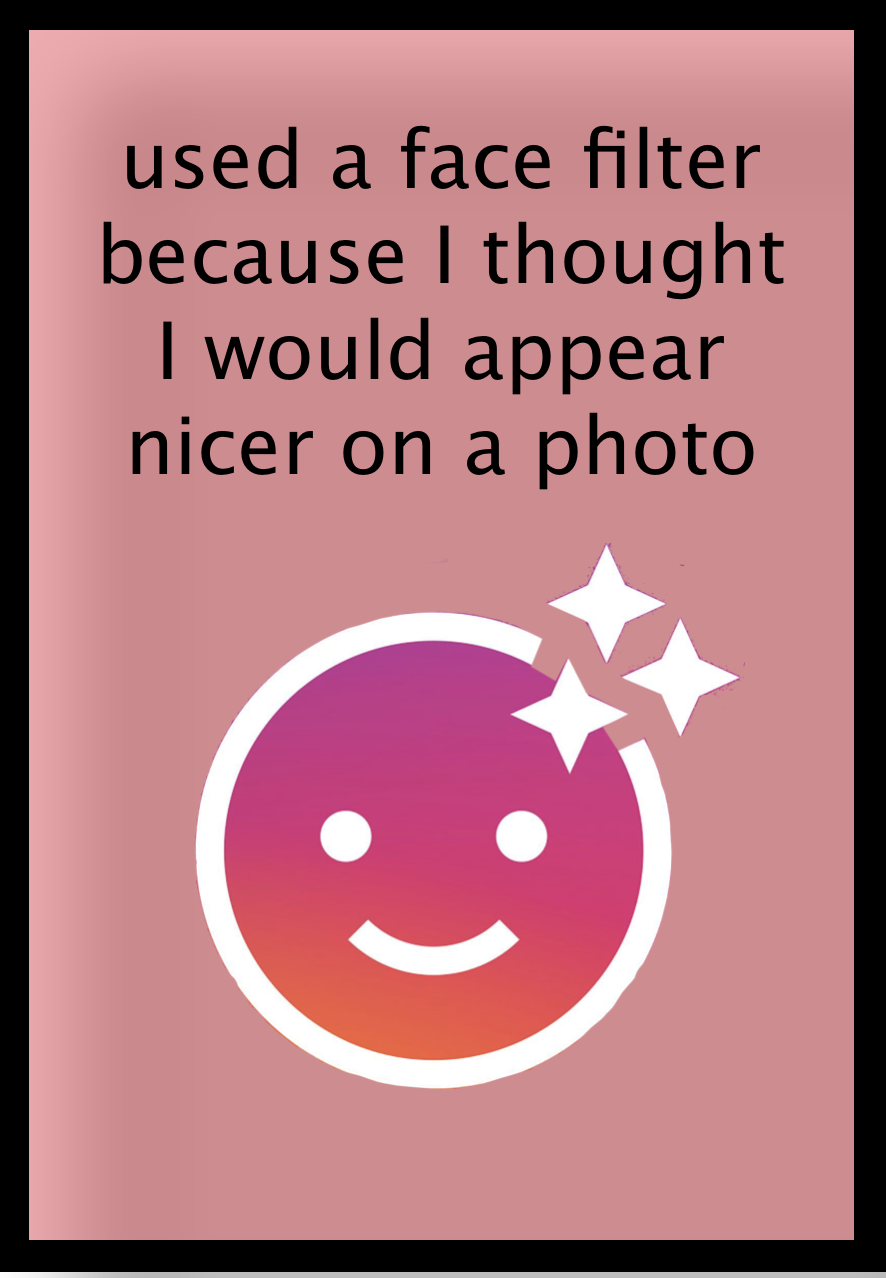 used a face filter
because I thought
I would appear
nicer on a photo